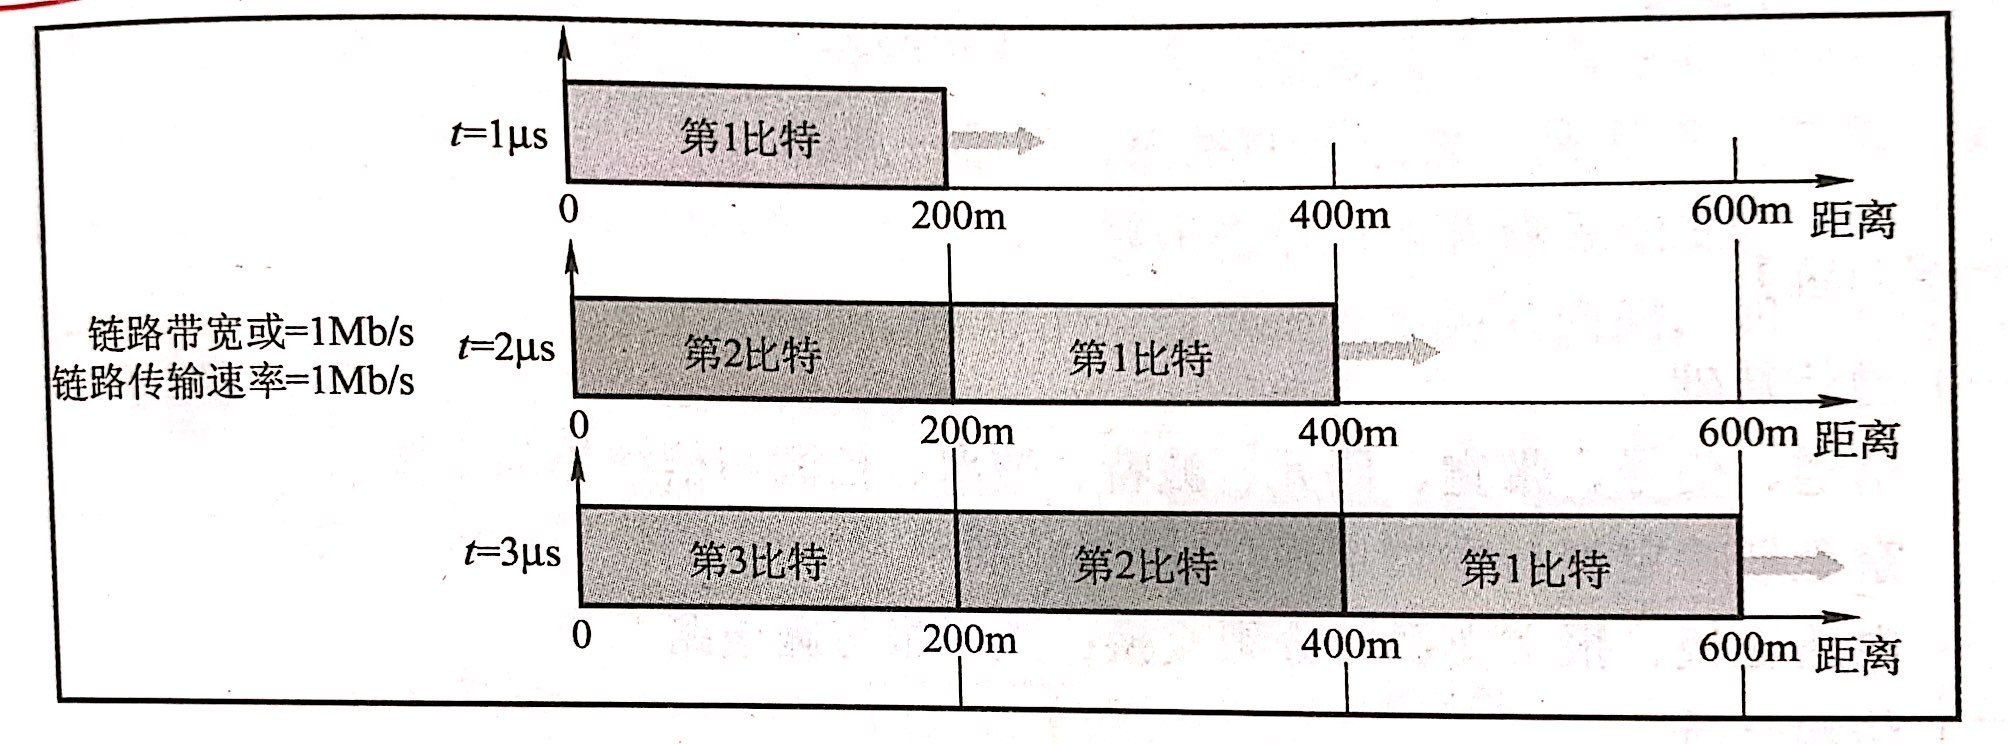 t=1μs
第1比特
0
200m
400m
600m
距离
链路带宽或=1Mb/s
链路传输速率=1Mb/s
t=2μs
第2比特
第1比特
0
200m
400m
600m
距离
t=3μs
第3比特
第2比特
第1比特
0
200m
400m
600m
距离